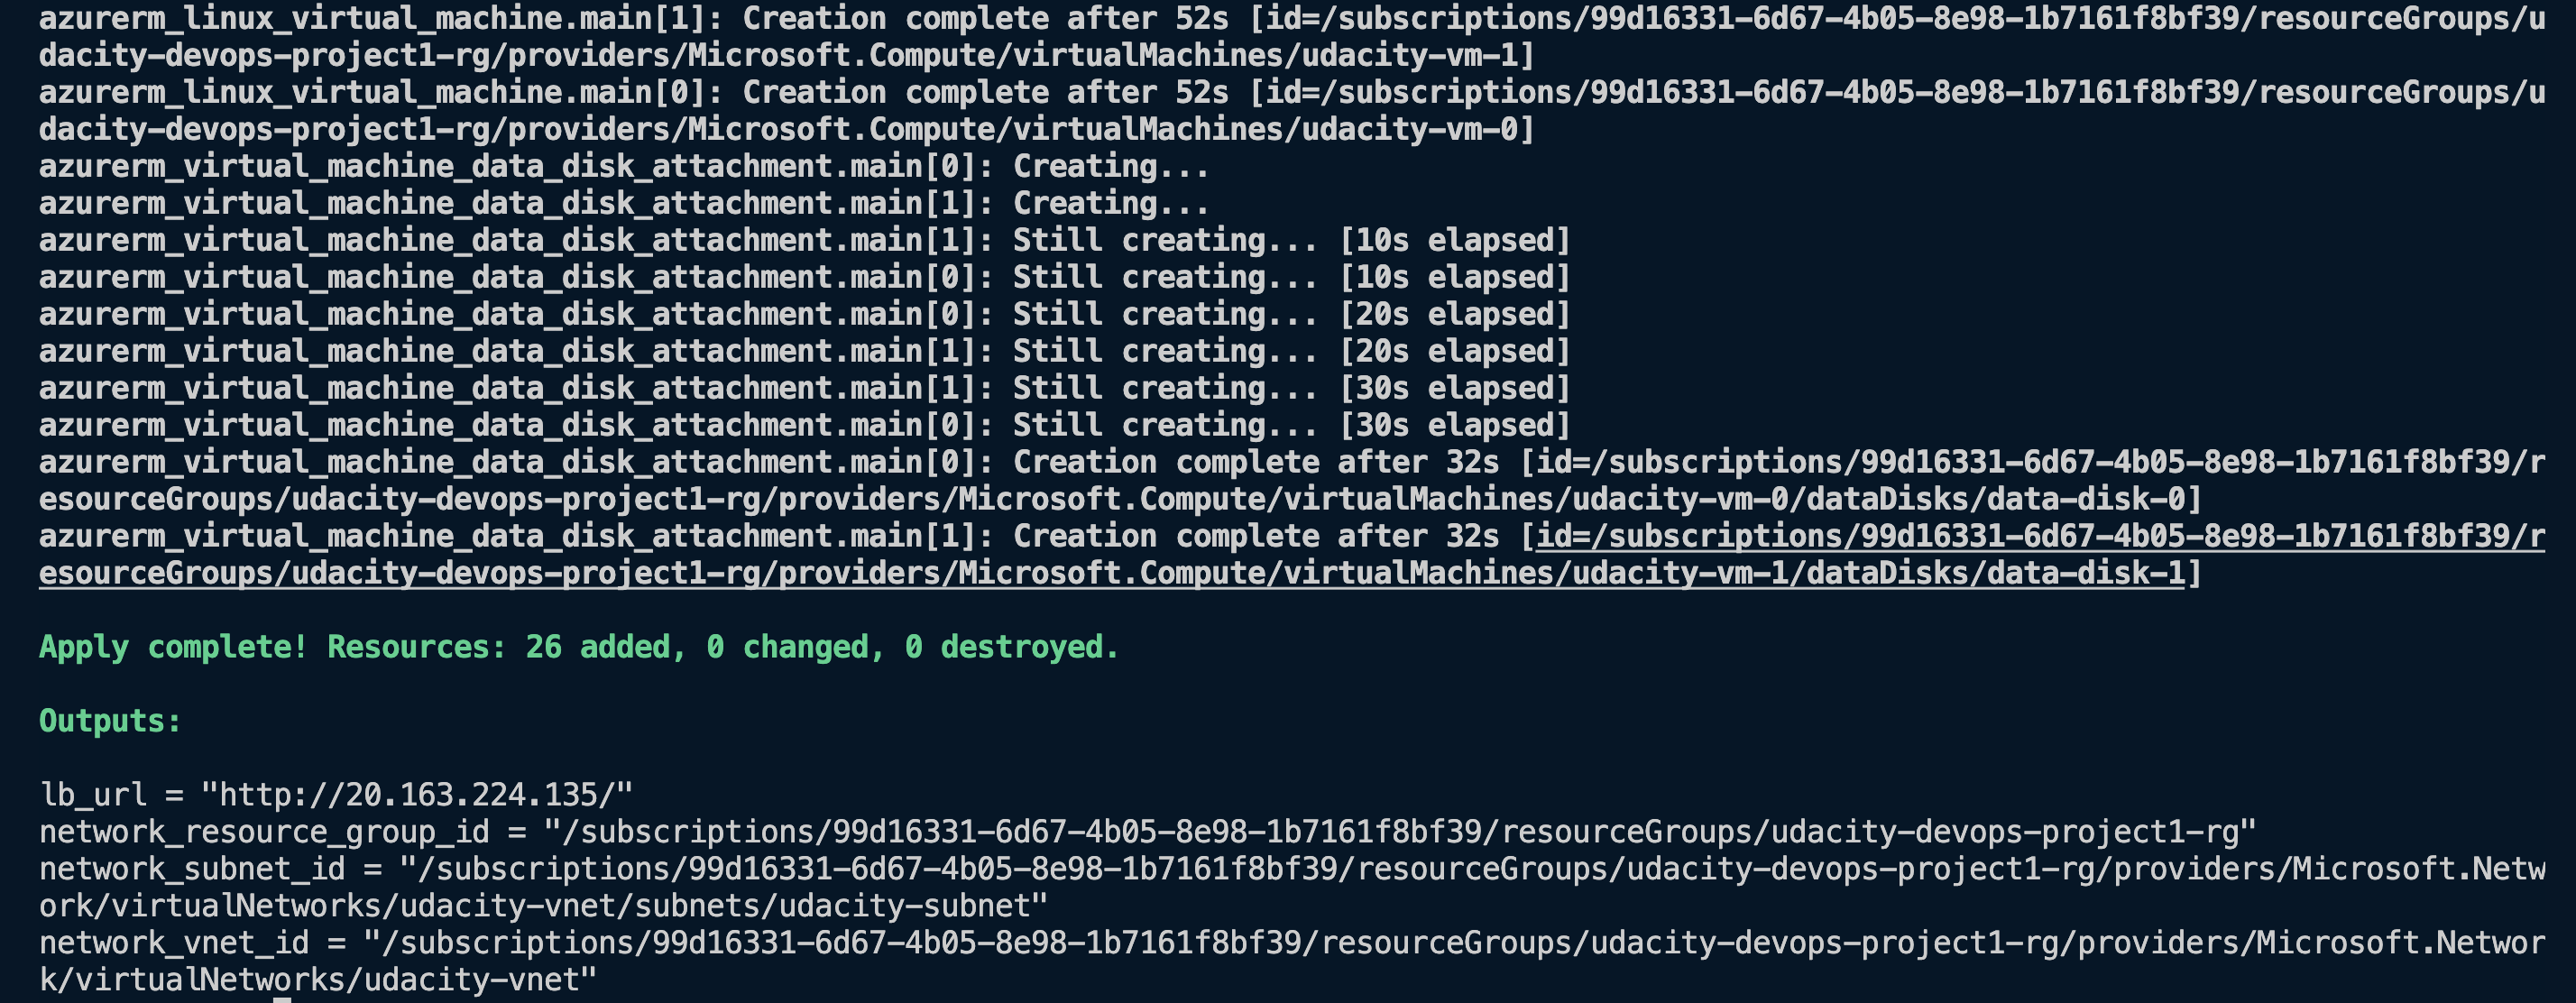 azurerm_linux_virtual_machine.main[1]: Creation complete after 52s [id=/subscriptions/99d16331-6d67-4b05-8e98-1b7161f8bf39/resourceGroups/u
dacity-devops-project1-rg/providers/Microsoft.Compute/virtualMachines/udacity-vm-1]
azurerm_linux_virtual_machine.main[0]: Creation complete after 52s [id=/subscriptions/99d16331-6d67-4b05-8e98-1b7161f8bf39/resourceGroups/u
dacity-devops-project1-rg/providers/Microsoft.Compute/virtualMachines/udacity-vm-0]
azurerm_virtual_machine_data_disk_attachment.main[0]: Creating...
azurerm_virtual_machine_data_disk_attachment.main[1]: Creating...
azurerm_virtual_machine_data_disk_attachment.main[1]: Still creating... [10s elapsed]
azurerm_virtual_machine_data_disk_attachment.main[0]: Still creating... [10s elapsed]
azurerm_virtual_machine_data_disk_attachment.main[0]: Still creating... [20s elapsed]
azurerm_virtual_machine_data_disk_attachment.main[1]: Still creating... [20s elapsed]
azurerm_virtual_machine_data_disk_attachment.main[1]: Still creating... [30s elapsed]
azurerm_virtual_machine_data_disk_attachment.main[0]: Still creating... [30s elapsed]
azurerm_virtual_machine_data_disk_attachment.main[0]: Creation complete after 32s [id=/subscriptions/99d16331-6d67-4b05-8e98-1b7161f8bf39/r
esourceGroups/udacity-devops-project1-rg/providers/Microsoft.Compute/virtualMachines/udacity-vm-0/dataDisks/data-disk-0]
azurerm_virtual_machine_data_disk_attachment.main[1]: Creation complete after 32s [id=/subscriptions/99d16331-6d67-4b05-8e98-1b7161f8bf39/r
esourceGroups/udacity-devops-project1-rg/providers/Microsoft.Compute/virtualMachines/udacity-vm-1/dataDisks/data-disk-1]
Apply complete! Resources: 26 added, 0 changed, 0 destroyed.
Outputs:
lb_url = "http://20.163.224.135/"
network_resource_group_id = "/subscriptions/99d16331-6d67-4b05-8e98-1b7161f8bf39/resourceGroups/udacity-devops-project1-rg"
network_subnet_id = "/subscriptions/99d16331-6d67-4b05-8e98-1b7161f8bf39/resourceGroups/udacity-devops-project1-rg/providers/Microsoft.Netw
ork/virtualNetworks/udacity-vnet/subnets/udacity-subnet"
network_vnet_id = "/subscriptions/99d16331-6d67-4b05-8e98-1b7161f8bf39/resourceGroups/udacity-devops-project1-rg/providers/Microsoft.Networ
k/virtualNetworks/udacity-vnet"